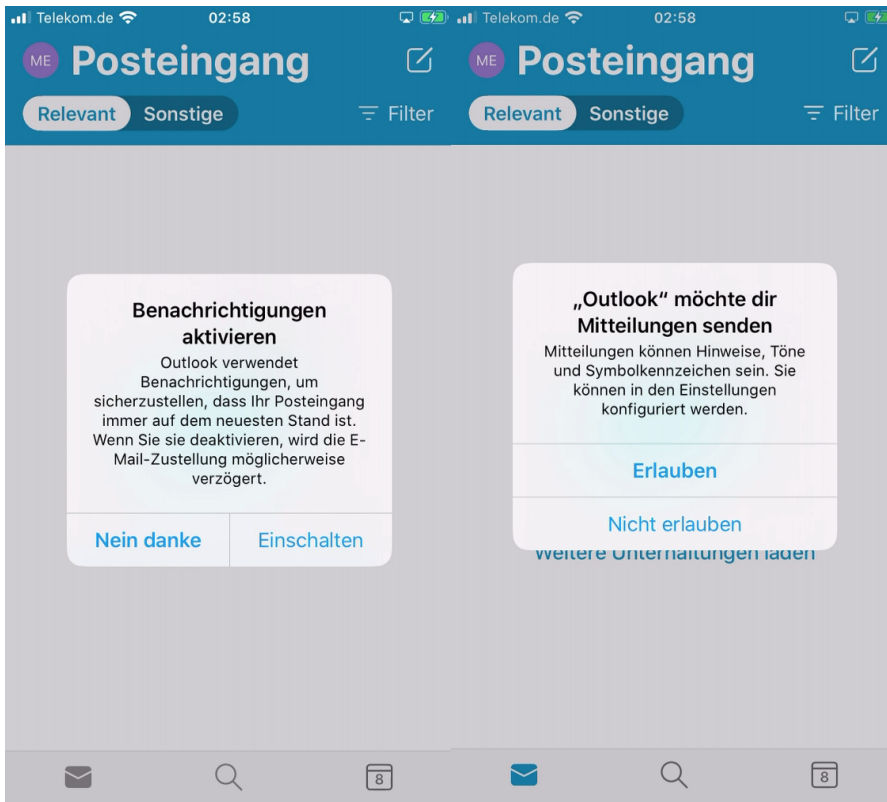 Telekom.de 02:58
ME Posteingang
Relevant Sonstige Filter
Benachrichtigungen
aktivieren
Outlook verwendet
Benachrichtigungen, um
sicherzustellen, dass Ihr Posteingang
immer auf dem neuesten Stand ist.
Wenn Sie sie deaktivieren, wird die E-
Mail-Zustellung möglicherweise
verzögert.
Nein danke Einschalten
8
Telekom.de 02:58
ME Posteingang
Relevant Sonstige Filter
„Outlook“ möchte dir
Mitteilungen senden
Mitteilungen können Hinweise, Töne
und Symbolkennzeichen sein. Sie
können in den Einstellungen
konfiguriert werden.
Erlauben
Nicht erlauben
Weitere Unterhaltungen laden
8